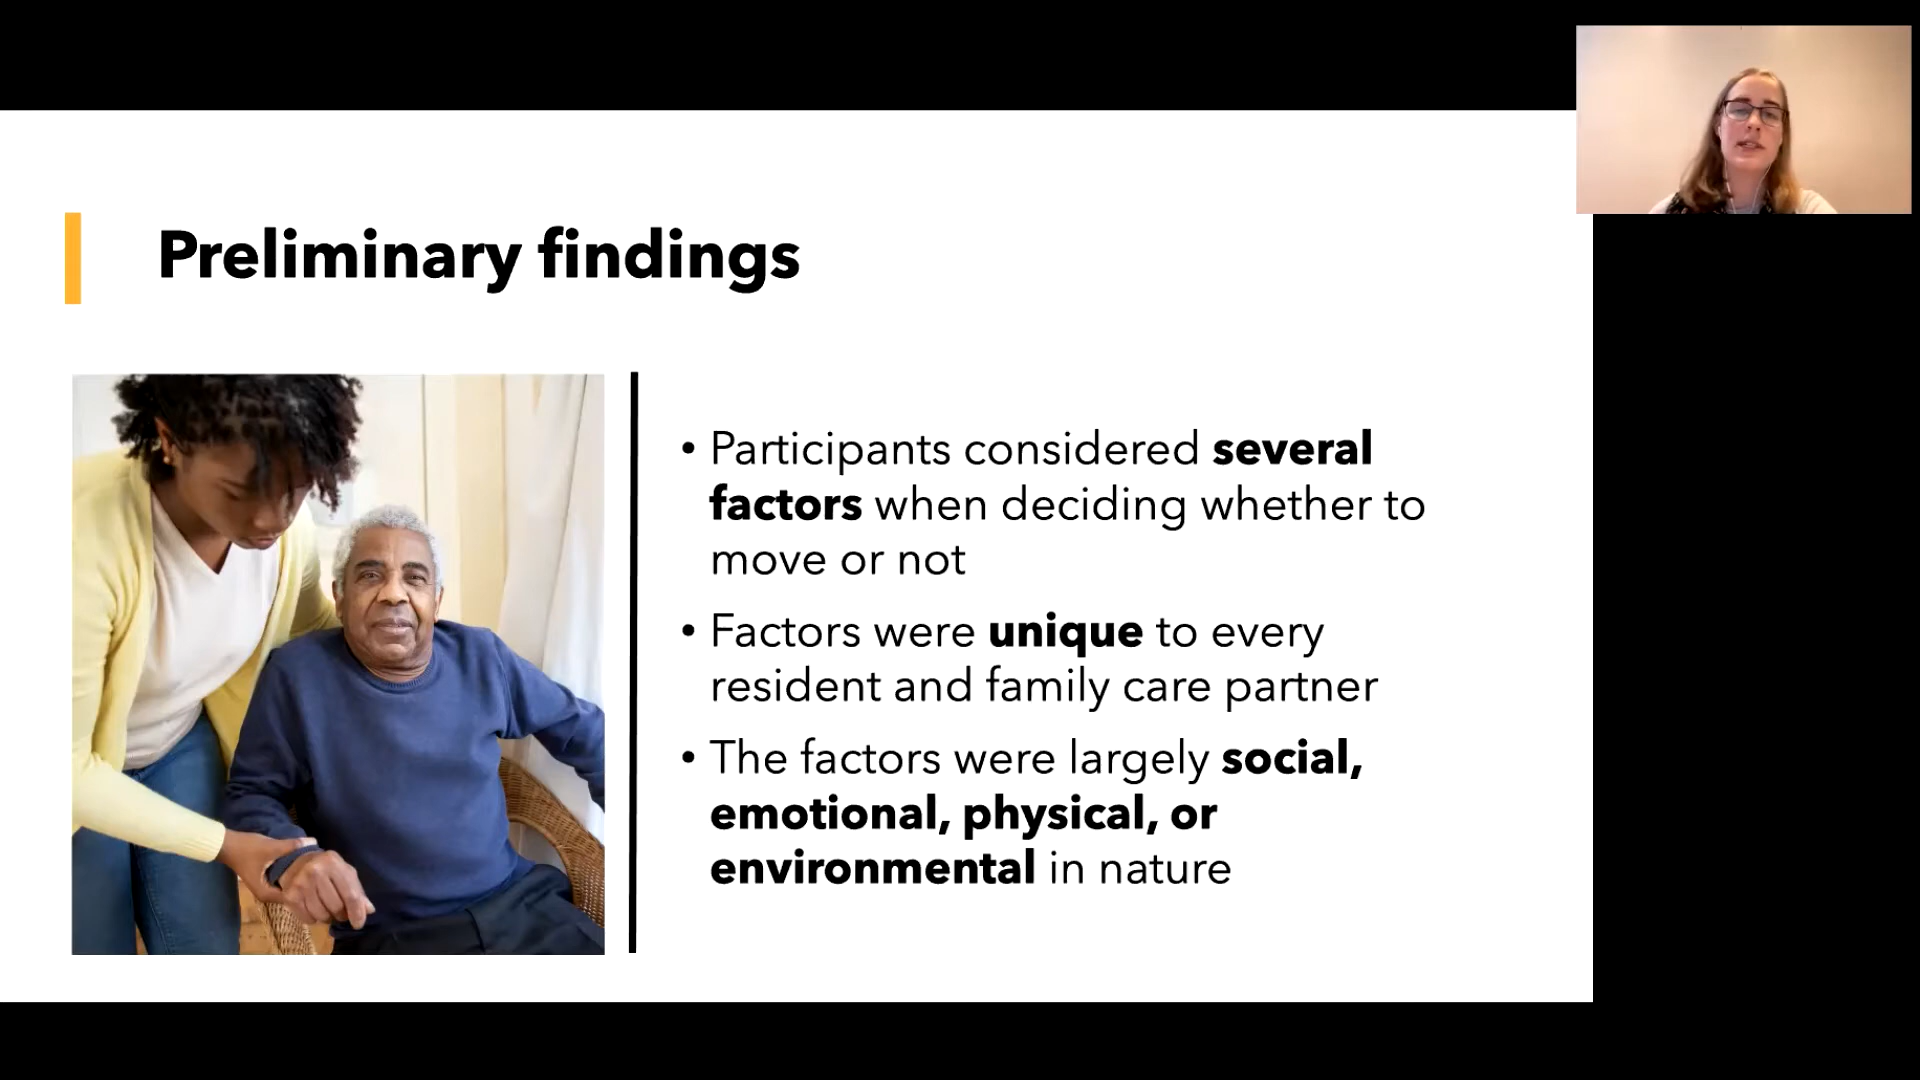 Preliminary findings
• Participants considered several
factors when deciding whether to
move or not
• Factors were unique to every
resident and family care partner
• The factors were largely social,
emotional, physical, or
environmental in nature